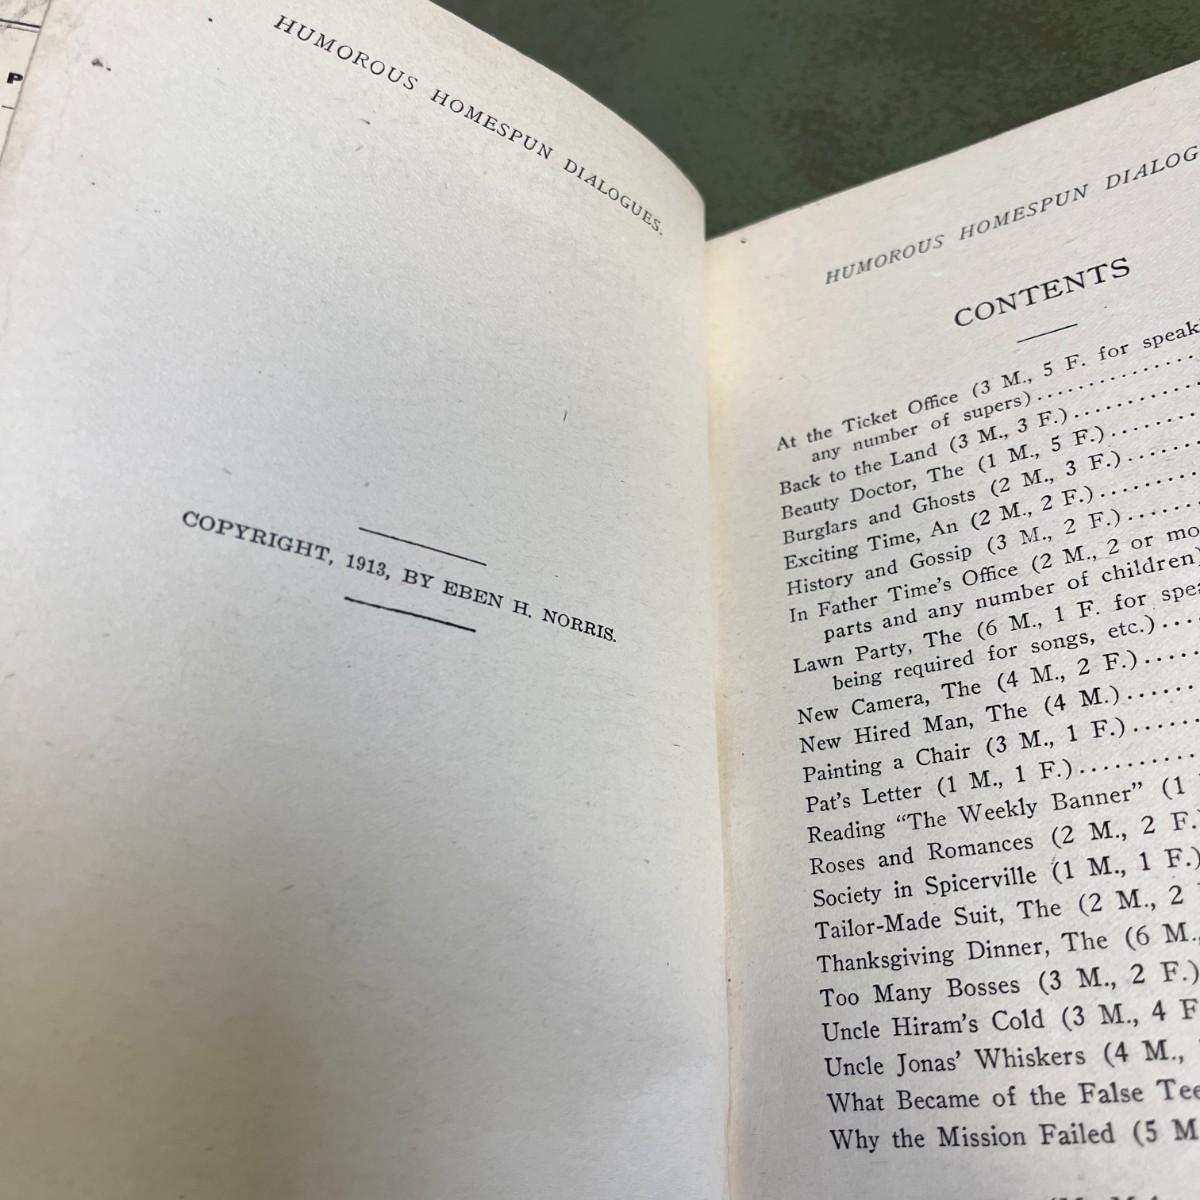 P
HUMOROUS HOMESPUN DIALOGUES.
COPYRIGHT, 1913, BY EBEN H. NORRIS.
HUMOROUS HOMESPUN DIALOG
CONTENTS
At the Ticket Office (3 M., 5 F. for speak
any number of supers)..............
Back to the Land (3 M., 3 F.)............
Beauty Doctor, The (1 M., 5 F.).........
Burglars and Ghosts (2 M., 3 F.).......
Exciting Time, An (2 M., 2 F.).........
History and Gossip (3 M., 2 F.).......
In Father Time's Office (2 M., 2 or mo
parts and any number of children)
Lawn Party, The (6 M., 1 F. for spea
being required for songs, etc.)....
New Camera, The (4 M., 2 F.).....
New Hired Man, The (4 M.).......
Painting a Chair (3 M., 1 F.)......
Pat's Letter (1 M., 1 F.)..........
Reading “The Weekly Banner” (1
Roses and Romances (2 M., 2 F.)
Society in Spicerville (1 M., 1 F.)
Tailor-Made Suit, The (2 M., 2
Thanksgiving Dinner, The (6 M.,
Too Many Bosses (3 M., 2 F.)
Uncle Hiram's Cold (3 M., 4 F
Uncle Jonas' Whiskers (4 M.,
What Became of the False Tee
Why the Mission Failed (5 M